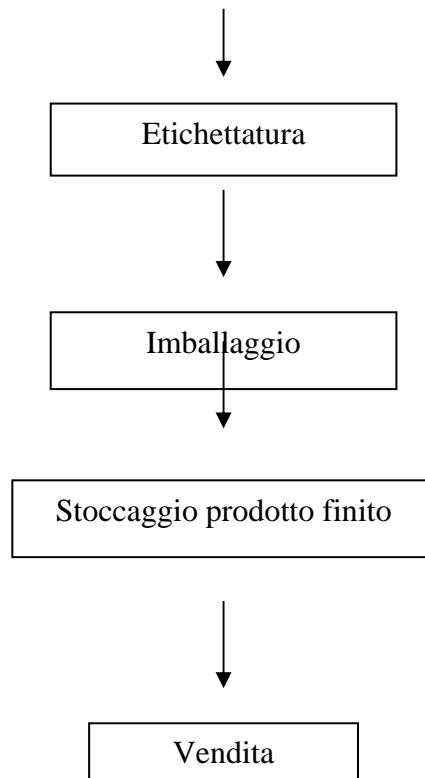 Etichettatura
Imballaggio
Stoccaggio prodotto finito
Vendita